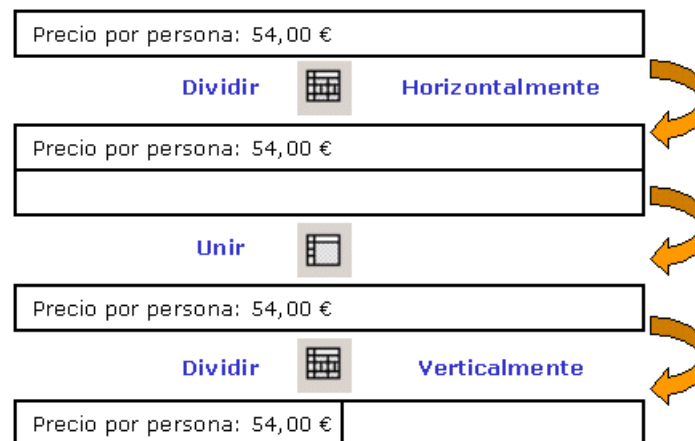 Precio por persona: 54,00 €
Dividir Horizontalmente
Precio por persona: 54,00 €
Unir
Precio por persona: 54,00 €
Dividir Verticalmente
Precio por persona: 54,00 €